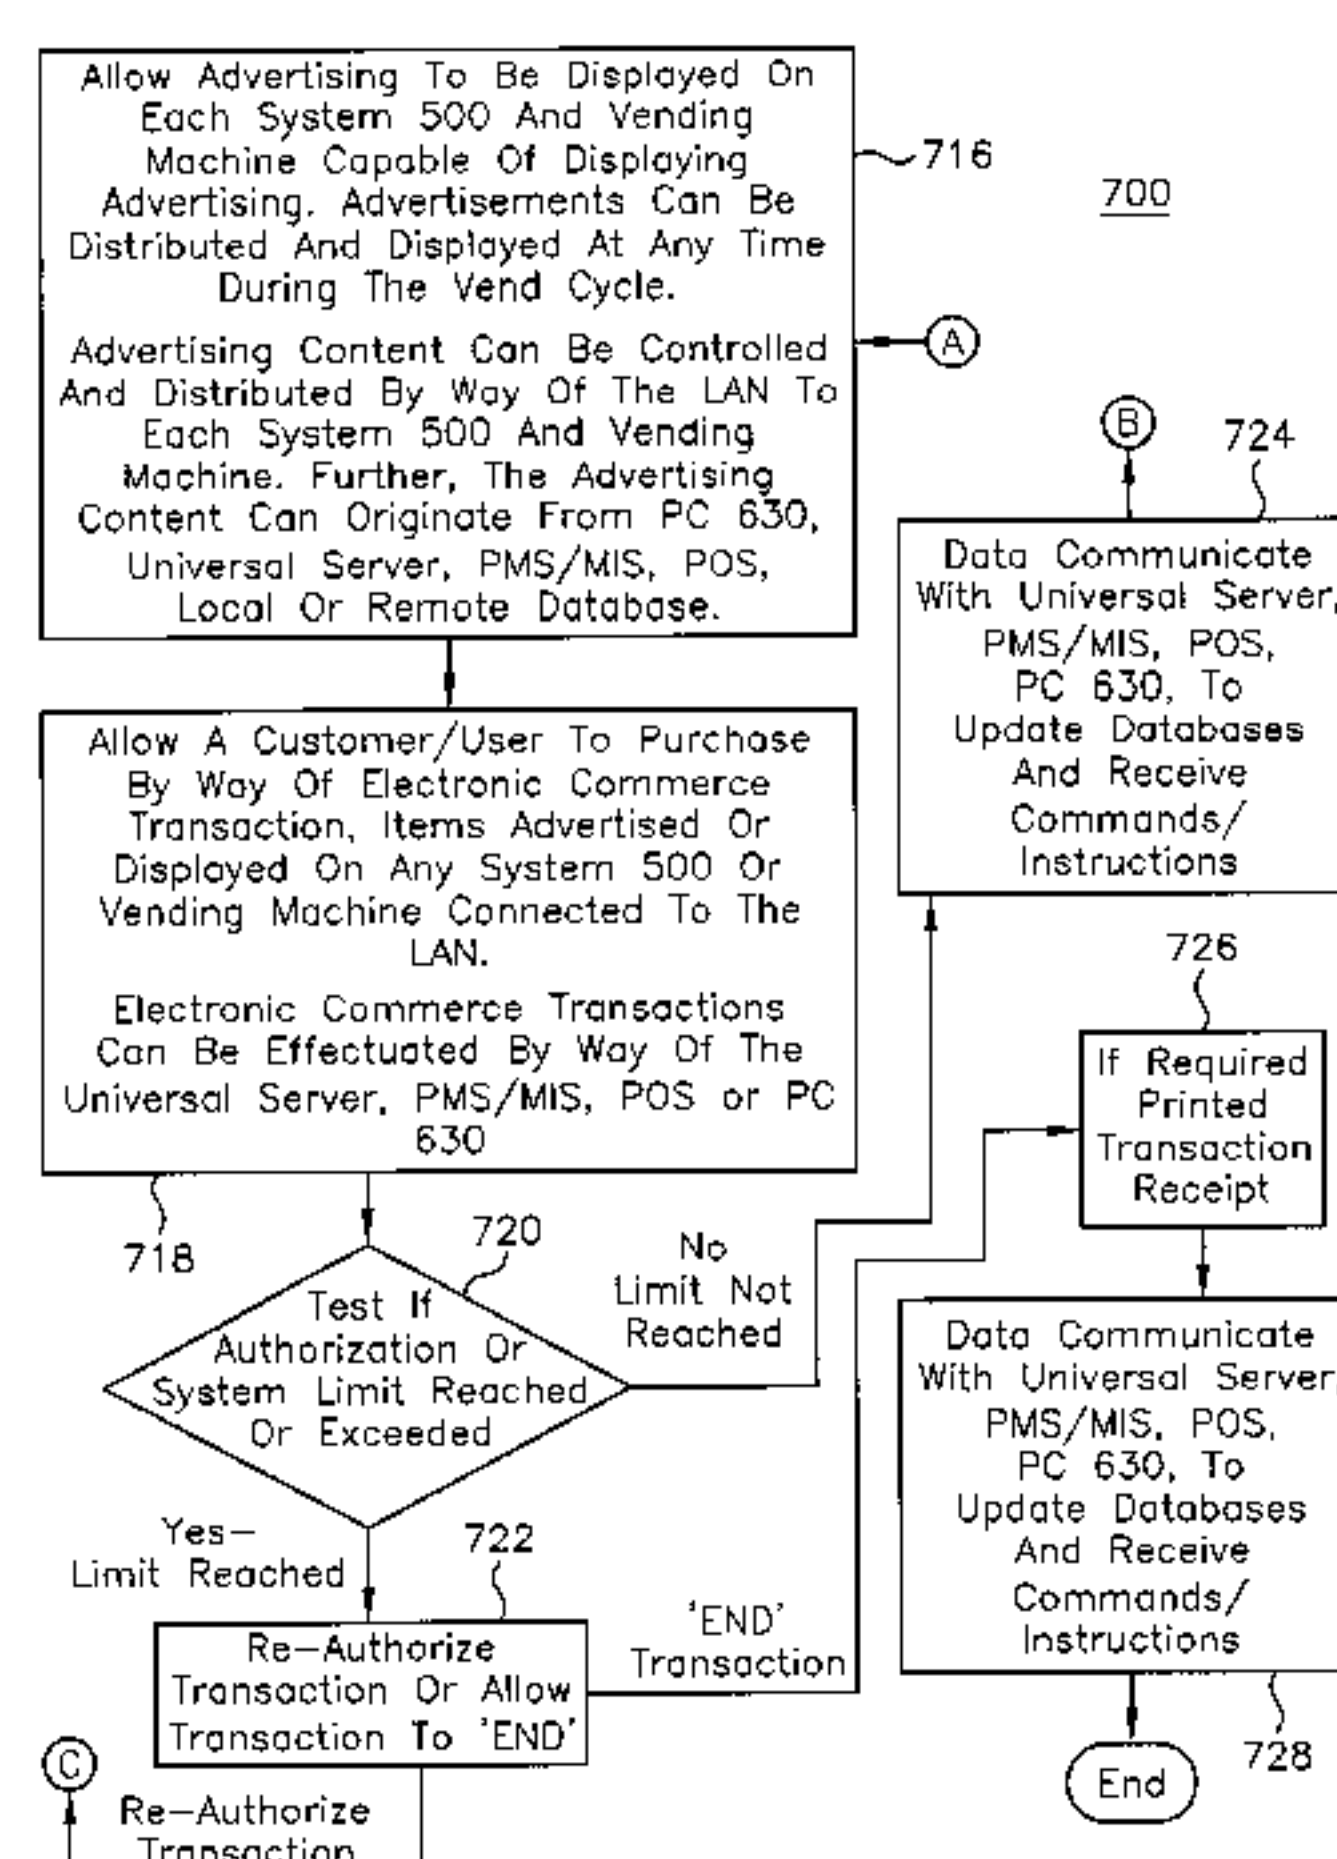 Allow Advertising To Be Displayed On
Each System 500 And Vending
Machine Capable Of Displaying
Advertising. Advertisements Can Be
Distributed And Displayed At Any Time
During The Vend Cycle.
Advertising Content Can Be Controlled
And Distributed By Way Of The LAN To
Each System 500 And Vending
Machine. Further, The Advertising
Content Can Originate From PC 630,
Universal Server, PMS/MIS, POS,
Local Or Remote Database.
716
700
A
Allow A Customer/User To Purchase
By Way Of Electronic Commerce
Transaction, Items Advertised Or
Displayed On Any System 500 Or
Vending Machine Connected To The
LAN.
Electronic Commerce Transactions
Can Be Effectuated By Way Of The
Universal Server, PMS/MIS, POS or PC
630
718
720
Test If
Authorization Or
System Limit Reached
Or Exceeded
No
Limit Not
Reached
Yes-
Limit Reached
722
Re-Authorize
Transaction Or Allow
Transaction To 'END'
'END'
Transaction
C
Re-Authorize
Transaction
B
724
Data Communicate
With Universal Server,
PMS/MIS, POS,
PC 630, To
Update Databases
And Receive
Commands/
Instructions
726
If Required
Printed
Transaction
Receipt
Data Communicate
With Universal Server,
PMS/MIS, POS,
PC 630, To
Update Databases
And Receive
Commands/
Instructions
728
End